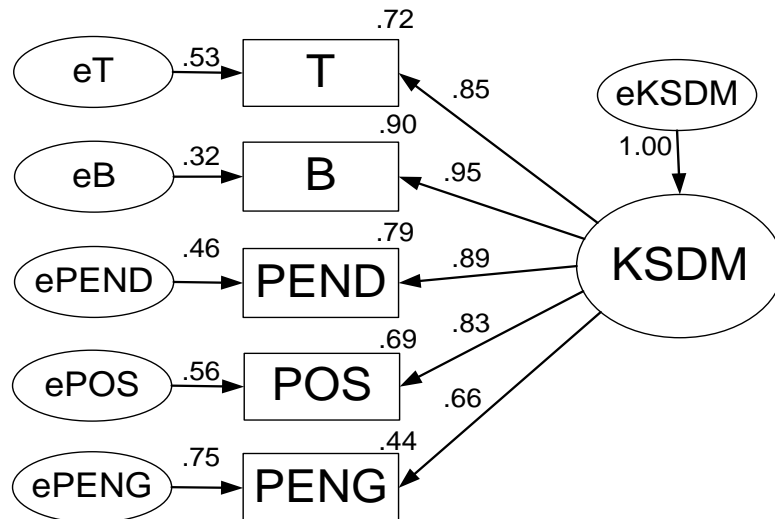 .72
eT
.53
T
.85
eKSDM
1.00
.90
eB
.32
B
.95
.79
ePEND
.46
PEND
.89
KSDM
.69
ePOS
.56
POS
.83
.44
ePENG
.75
PENG
.66